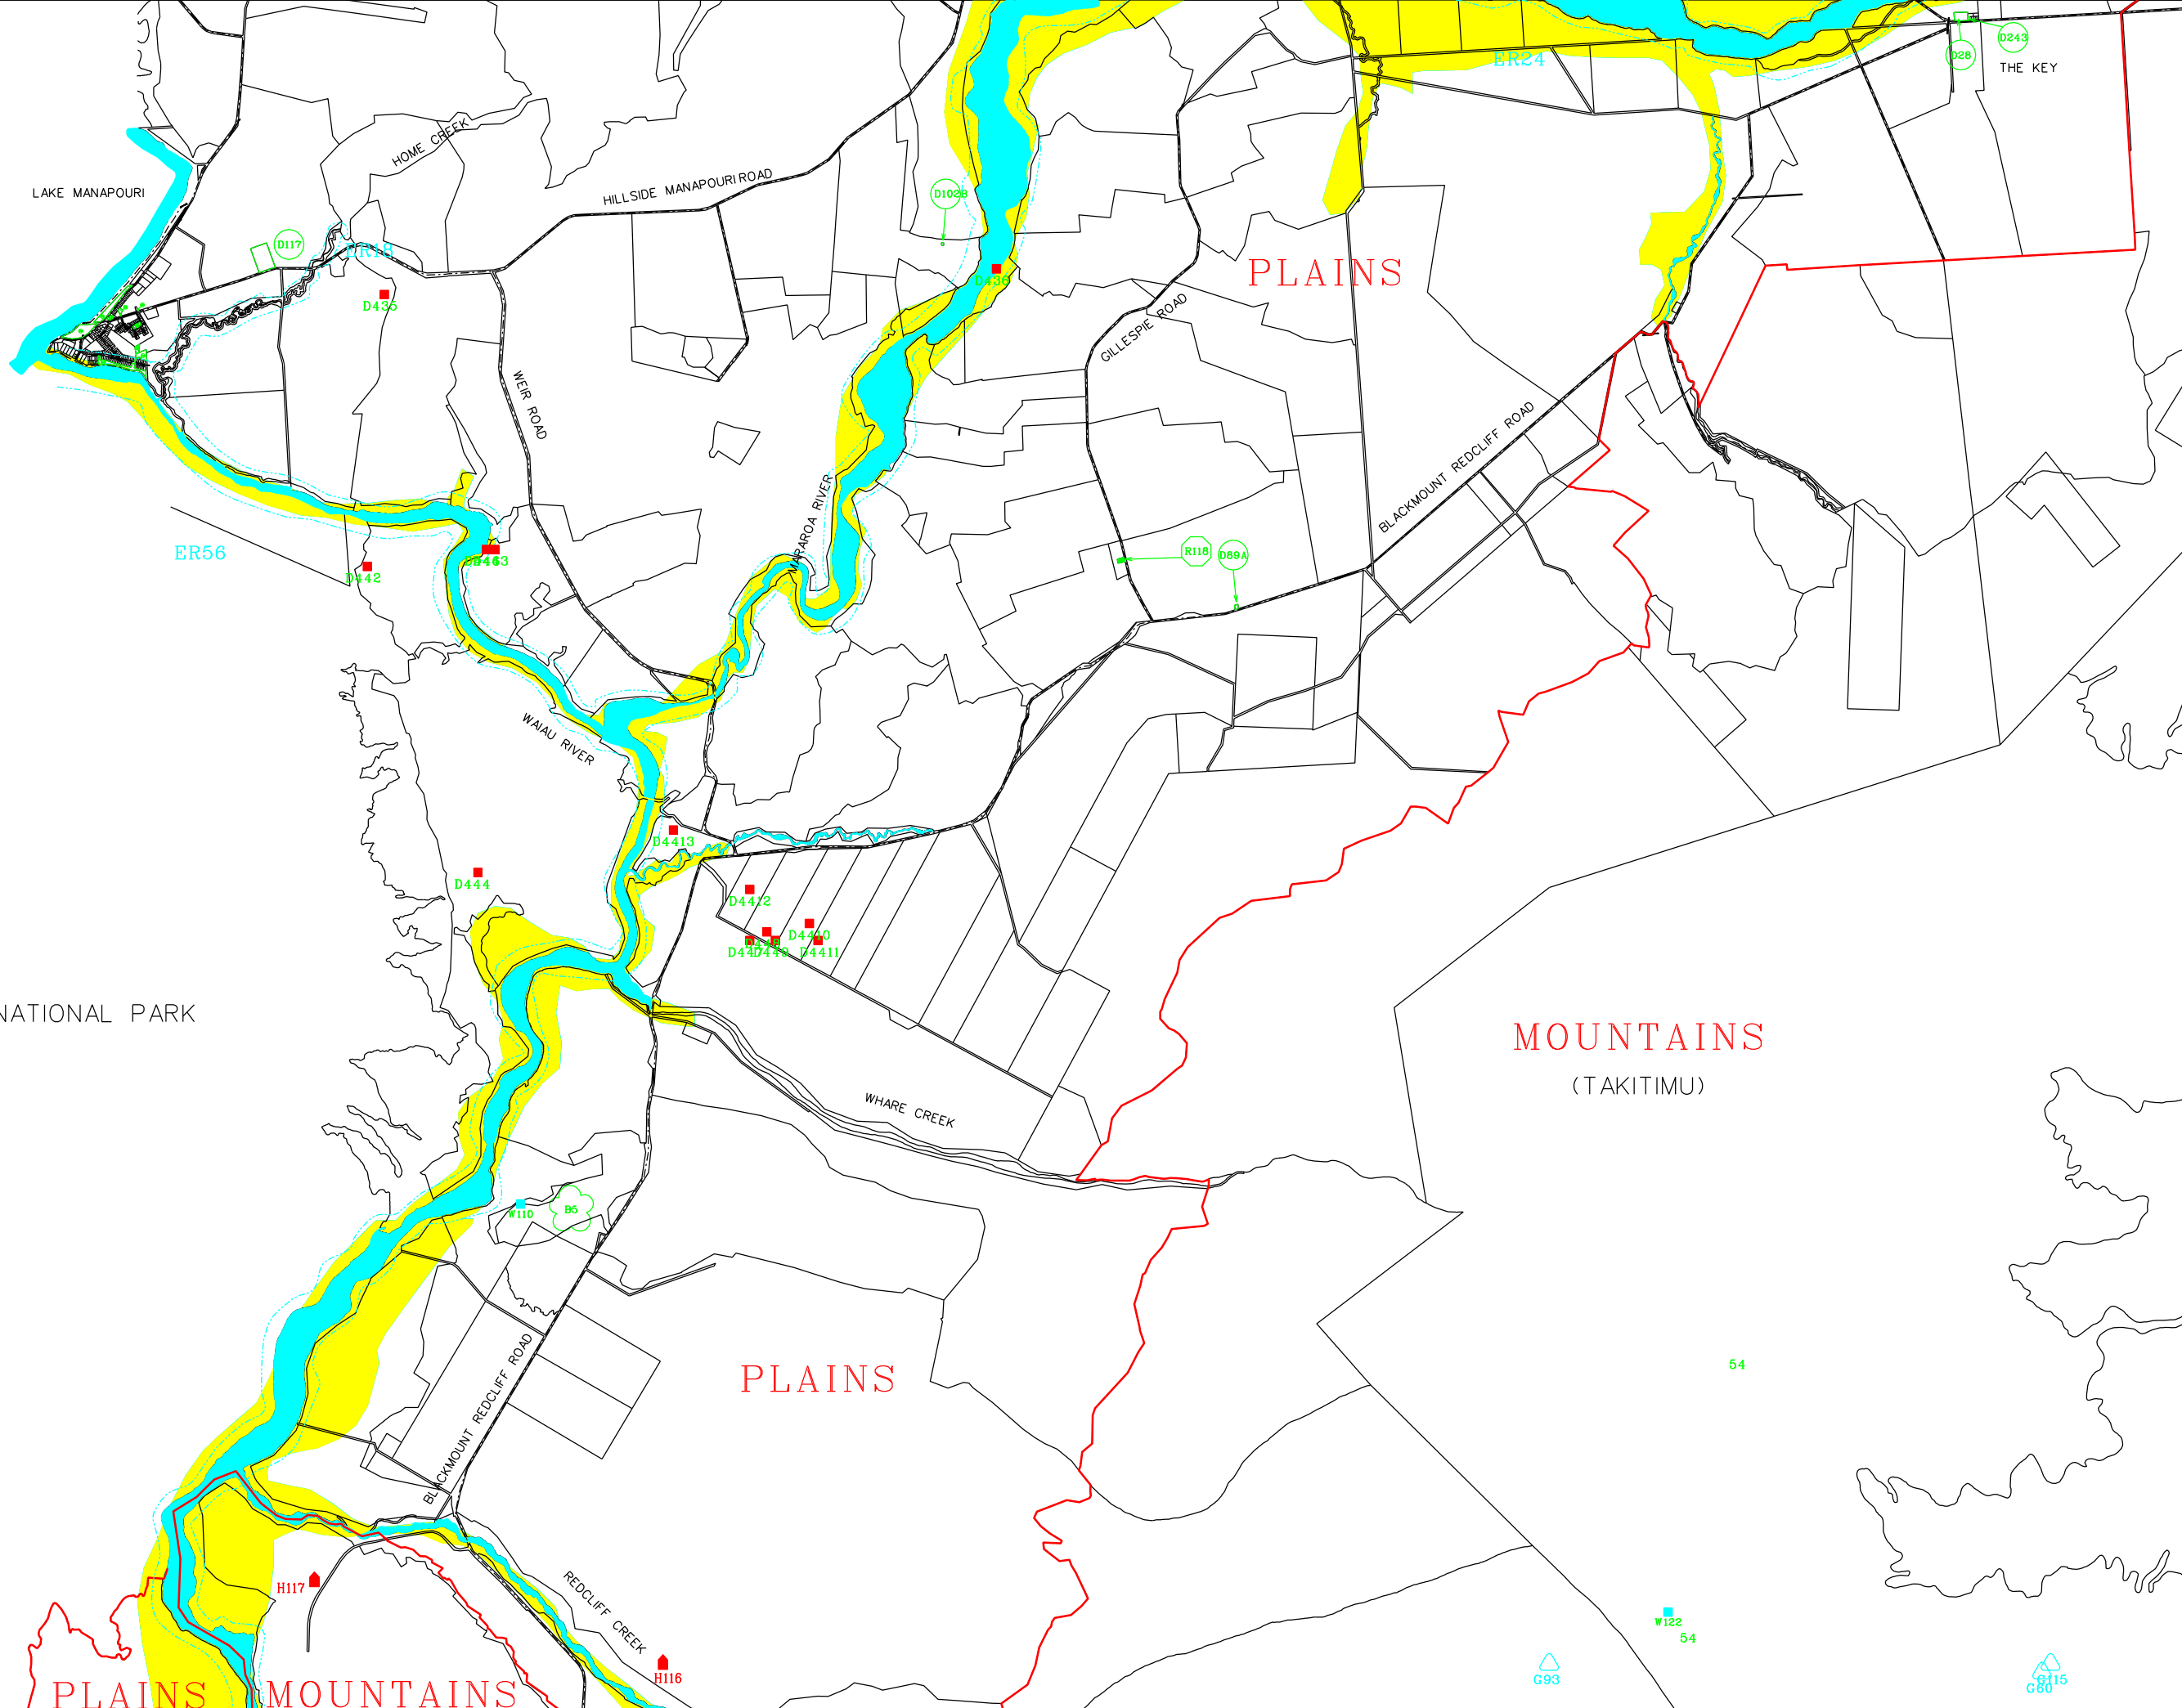 D243
D28
THE KEY
ER24
HOME CREEK
LAKE MANAPOURI
HILLSIDE MANAPOURI ROAD
D102B
D117
ER18
PLAINS
D436
D435
GILLESPIE ROAD
WEIR ROAD
BLACKMOUNT REDCLIFF ROAD
MARAROA RIVER
ER56
R118
D89A
D442
WAIAU RIVER
D4413
D444
D4412
D4410
D4411
NATIONAL PARK
MOUNTAINS
(TAKITIMU)
WHARE CREEK
W110
B5
54
PLAINS
BLACKMOUNT REDCLIFF ROAD
REDCLIFF CREEK
H117
W122
54
H116
G93
G115
G60
PLAINS
MOUNTAINS